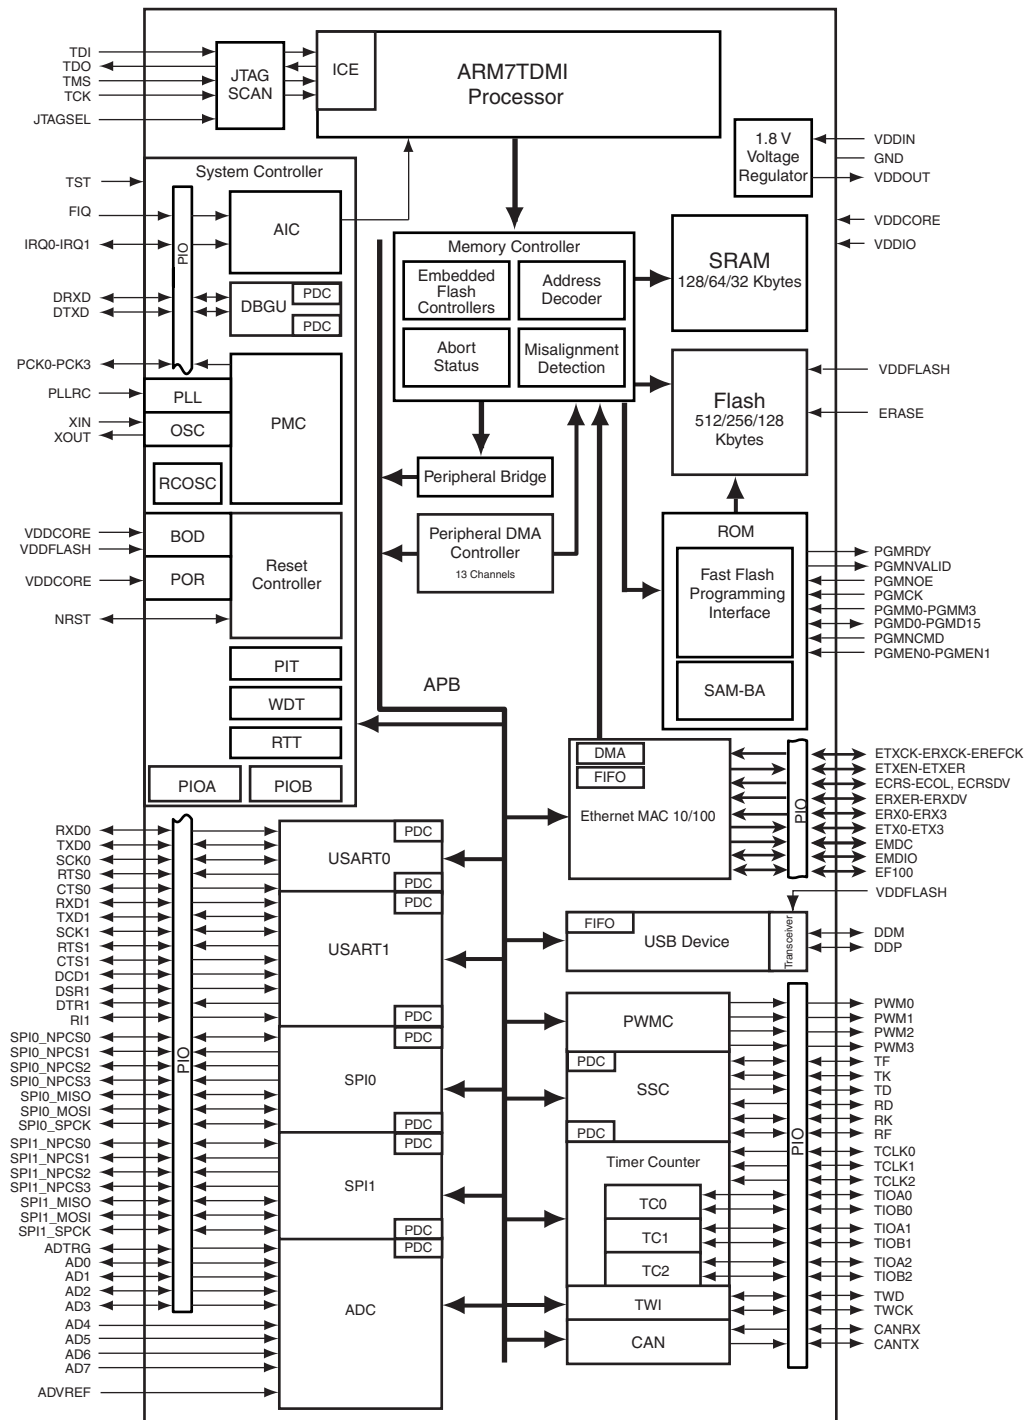 TDI
TDO
TMS
TCK
JTAGSEL
JTAG
SCAN
ICE
ARM7TDMI
Processor
1.8 V
Voltage
Regulator
VDDIN
GND
VDDOUT
VDDCORE
VDDIO
System Controller
TST
FIQ
IRQ0-IRQ1
PIO
AIC
DRXD
DTXD
DBGU
PDC
PDC
PCK0-PCK3
PLLRC
PLL
XIN
XOUT
OSC
PMC
RCOSC
VDDCORE
VDDFLASH
BOD
VDDCORE
POR
Reset
Controller
NRST
PIT
WDT
RTT
PIOA
PIOB
Memory Controller
Embedded
Flash
Controllers
Address
Decoder
Abort
Status
Misalignment
Detection
SRAM
128/64/32 Kbytes
Flash
512/256/128
Kbytes
VDDFLASH
ERASE
Peripheral Bridge
Peripheral DMA
Controller
13 Channels
ROM
Fast Flash
Programming
Interface
SAM-BA
PGMRDY
PGMNVALID
PGMNOE
PGMCK
PGMM0-PGMM3
PGMD0-PGMD15
PGMNCMD
PGMEN0-PGMEN1
APB
DMA
FIFO
Ethernet MAC 10/100
PIO
ETXCK-ERXCK-EREFCK
ETXEN-ETXER
ECRS-ECOL, ECRSDV
ERXER-ERXDV
ERX0-ERX3
ETX0-ETX3
EMDC
EMDIO
EF100
VDDFLASH
FIFO
USB Device
Transceiver
DDM
DDP
RXD0
TXD0
SCK0
RTS0
CTS0
RXD1
TXD1
SCK1
RTS1
CTS1
DCD1
DSR1
DTR1
RI1
SPI0_NPCS0
SPI0_NPCS1
SPI0_NPCS2
SPI0_NPCS3
SPI0_MISO
SPI0_MOSI
SPI0_SPCK
SPI1_NPCS0
SPI1_NPCS1
SPI1_NPCS2
SPI1_NPCS3
SPI1_MISO
SPI1_MOSI
SPI1_SPCK
ADTRG
AD0
AD1
AD2
AD3
AD4
AD5
AD6
AD7
ADVREF
PIO
PDC
USART0
PDC
PDC
USART1
PDC
PDC
SPI0
PDC
PDC
SPI1
PDC
PDC
ADC
PWMC
PDC
SSC
PDC
Timer Counter
TC0
TC1
TC2
TWI
CAN
PIO
PWM0
PWM1
PWM2
PWM3
TF
TK
TD
RD
RK
RF
TCLK0
TCLK1
TCLK2
TIOA0
TIOB0
TIOA1
TIOB1
TIOA2
TIOB2
TWD
TWCK
CANRX
CANTX